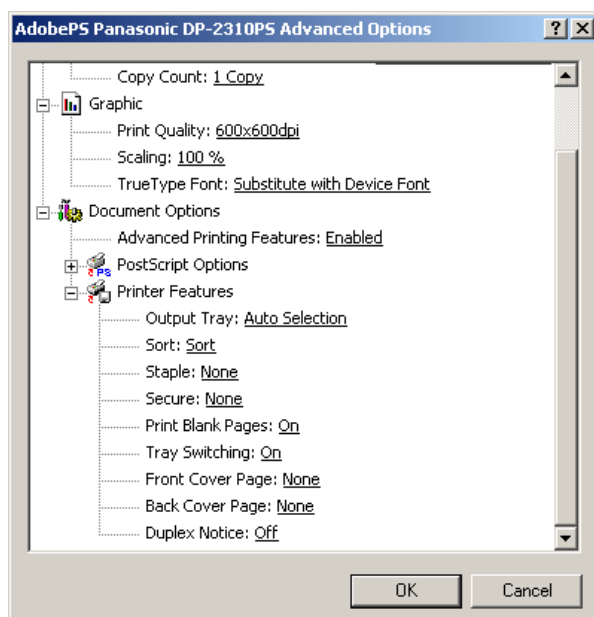 AdobePS Panasonic DP-2310PS Advanced Options
Copy Count: 1 Copy
Graphic
Print Quality: 600x600dpi
Scaling: 100 %
TrueType Font: Substitute with Device Font
Document Options
Advanced Printing Features: Enabled
PostScript Options
Printer Features
Output Tray: Auto Selection
Sort: Sort
Staple: None
Secure: None
Print Blank Pages: On
Tray Switching: On
Front Cover Page: None
Back Cover Page: None
Duplex Notice: Off
OK Cancel